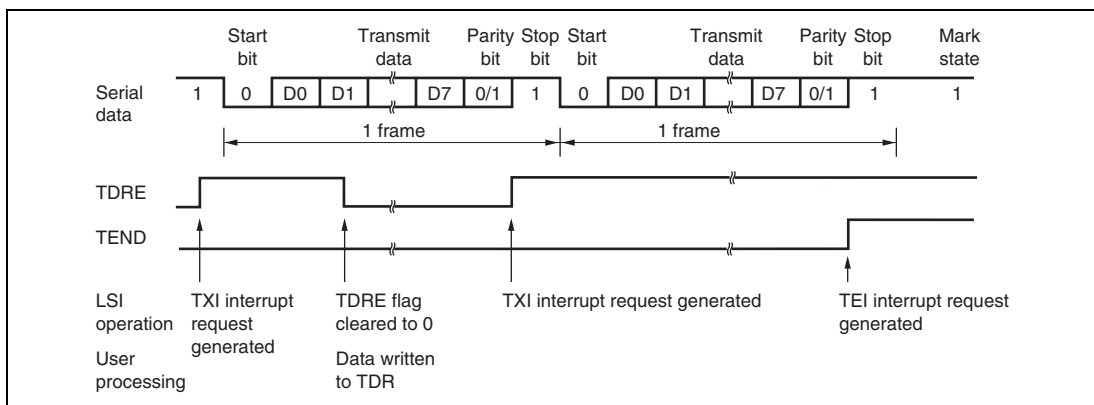 Start bit Transmit data Parity bit Stop bit Start bit Transmit data Parity bit Stop bit Mark state
Serial data 1 0 D0 D1 D7 0/1 1 0 D0 D1 D7 0/1 1 1
1 frame 1 frame
TDRE
TEND
LSI operation TXI interrupt request generated TDRE flag cleared to 0 TXI interrupt request generated TEI interrupt request generated
User processing Data written to TDR